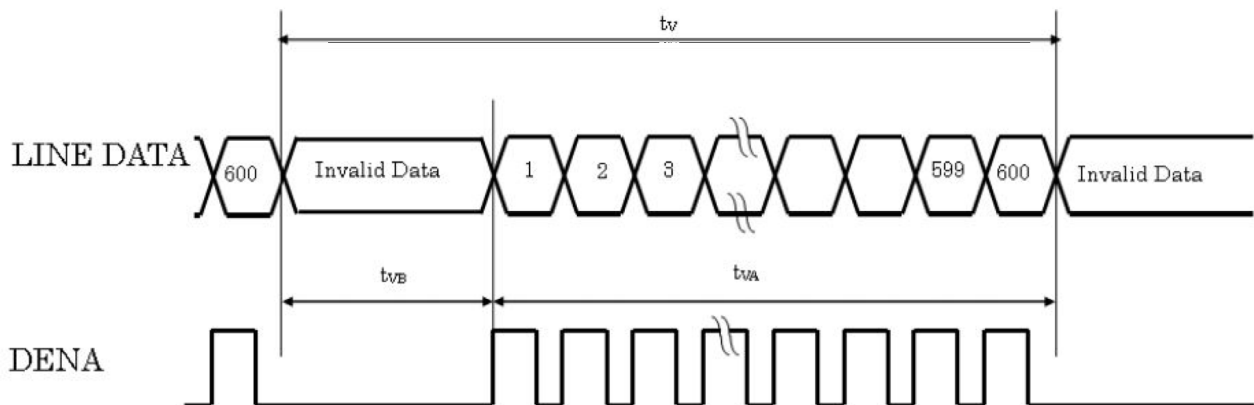 tV
LINE DATA
600
Invalid Data
1
2
3
599
600
Invalid Data
tVB
tVA
DENA